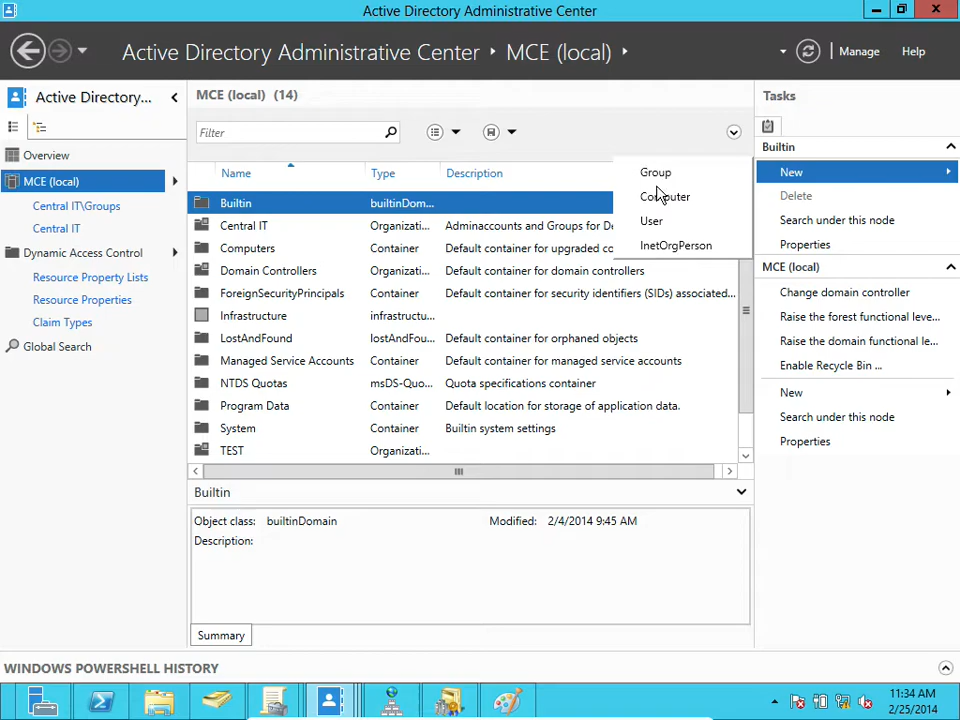 Active Directory Administrative Center
Active Directory Administrative Center MCE (local)
Manage
Help
Active Directory...
Overview
MCE (local)
Central IT\Groups
Central IT
Dynamic Access Control
Resource Property Lists
Resource Properties
Claim Types
Global Search
MCE (local) (14)
Filter
Name Type Description
Builtin builtinDom...
Central IT Organizati... Adminaccounts and Groups for De
Computers Container Default container for upgraded co
Domain Controllers Organizati... Default container for domain controllers
ForeignSecurityPrincipals Container Default container for security identifiers (SIDs) associated...
Infrastructure infrastructu...
LostAndFound lostAndFou... Default container for orphaned objects
Managed Service Accounts Container Default container for managed service accounts
NTDS Quotas msDS-Quo... Quota specifications container
Program Data Container Default location for storage of application data.
System Container Builtin system settings
TEST Organizati...
Group
Computer
User
InetOrgPerson
Builtin
Object class: builtinDomain Modified: 2/4/2014 9:45 AM
Description:
Summary
Tasks
Builtin
New
Delete
Search under this node
Properties
MCE (local)
Change domain controller
Raise the forest functional leve...
Raise the domain functional le...
Enable Recycle Bin ...
New
Search under this node
Properties
WINDOWS POWERSHELL HISTORY
11:34 AM
2/25/2014